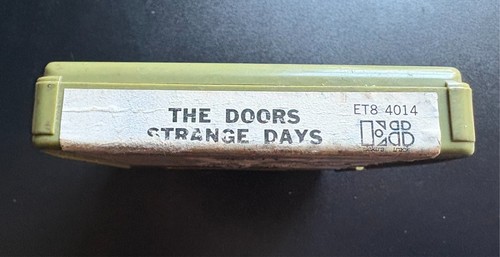 THE DOORS
STRANGE DAYS
ET8 4014